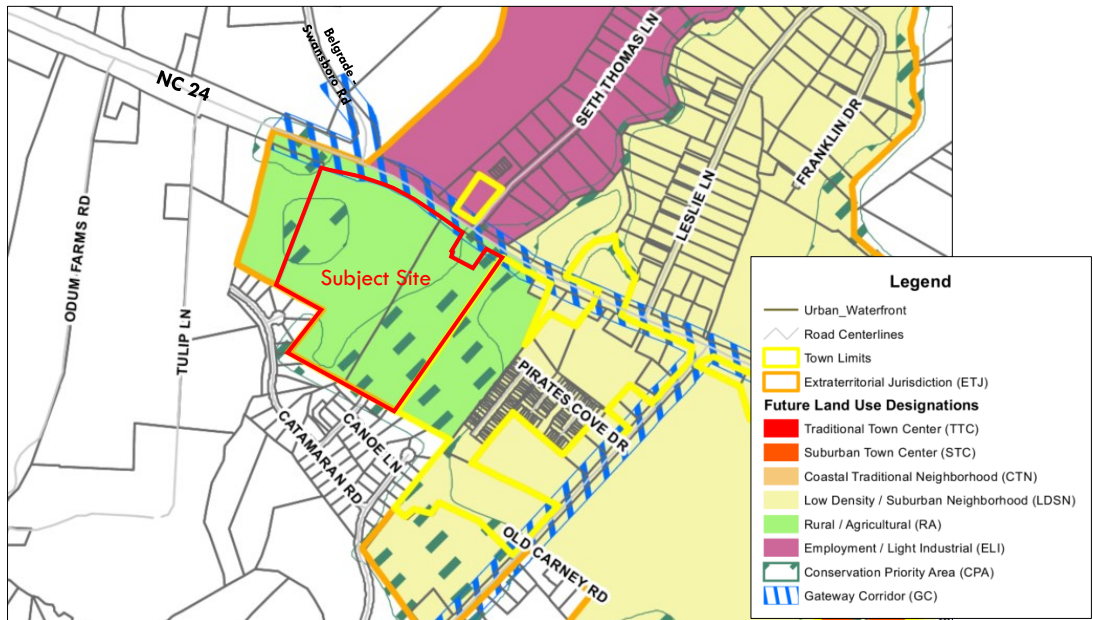 Belgrade -
Swansboro Rd
NC 24
SETH THOMAS LN
FRANKLIN DR
LESLIE LN
ODUM FARMS RD
TULIP LN
Subject Site
PIRATES COVE DR
CANOE LN
CATAMARAN RD
OLD CARNEY RD
Legend
Urban_Waterfront
Road Centerlines
Town Limits
Extraterritorial Jurisdiction (ETJ)
Future Land Use Designations
Traditional Town Center (TTC)
Suburban Town Center (STC)
Coastal Traditional Neighborhood (CTN)
Low Density / Suburban Neighborhood (LDSN)
Rural / Agricultural (RA)
Employment / Light Industrial (ELI)
Conservation Priority Area (CPA)
Gateway Corridor (GC)